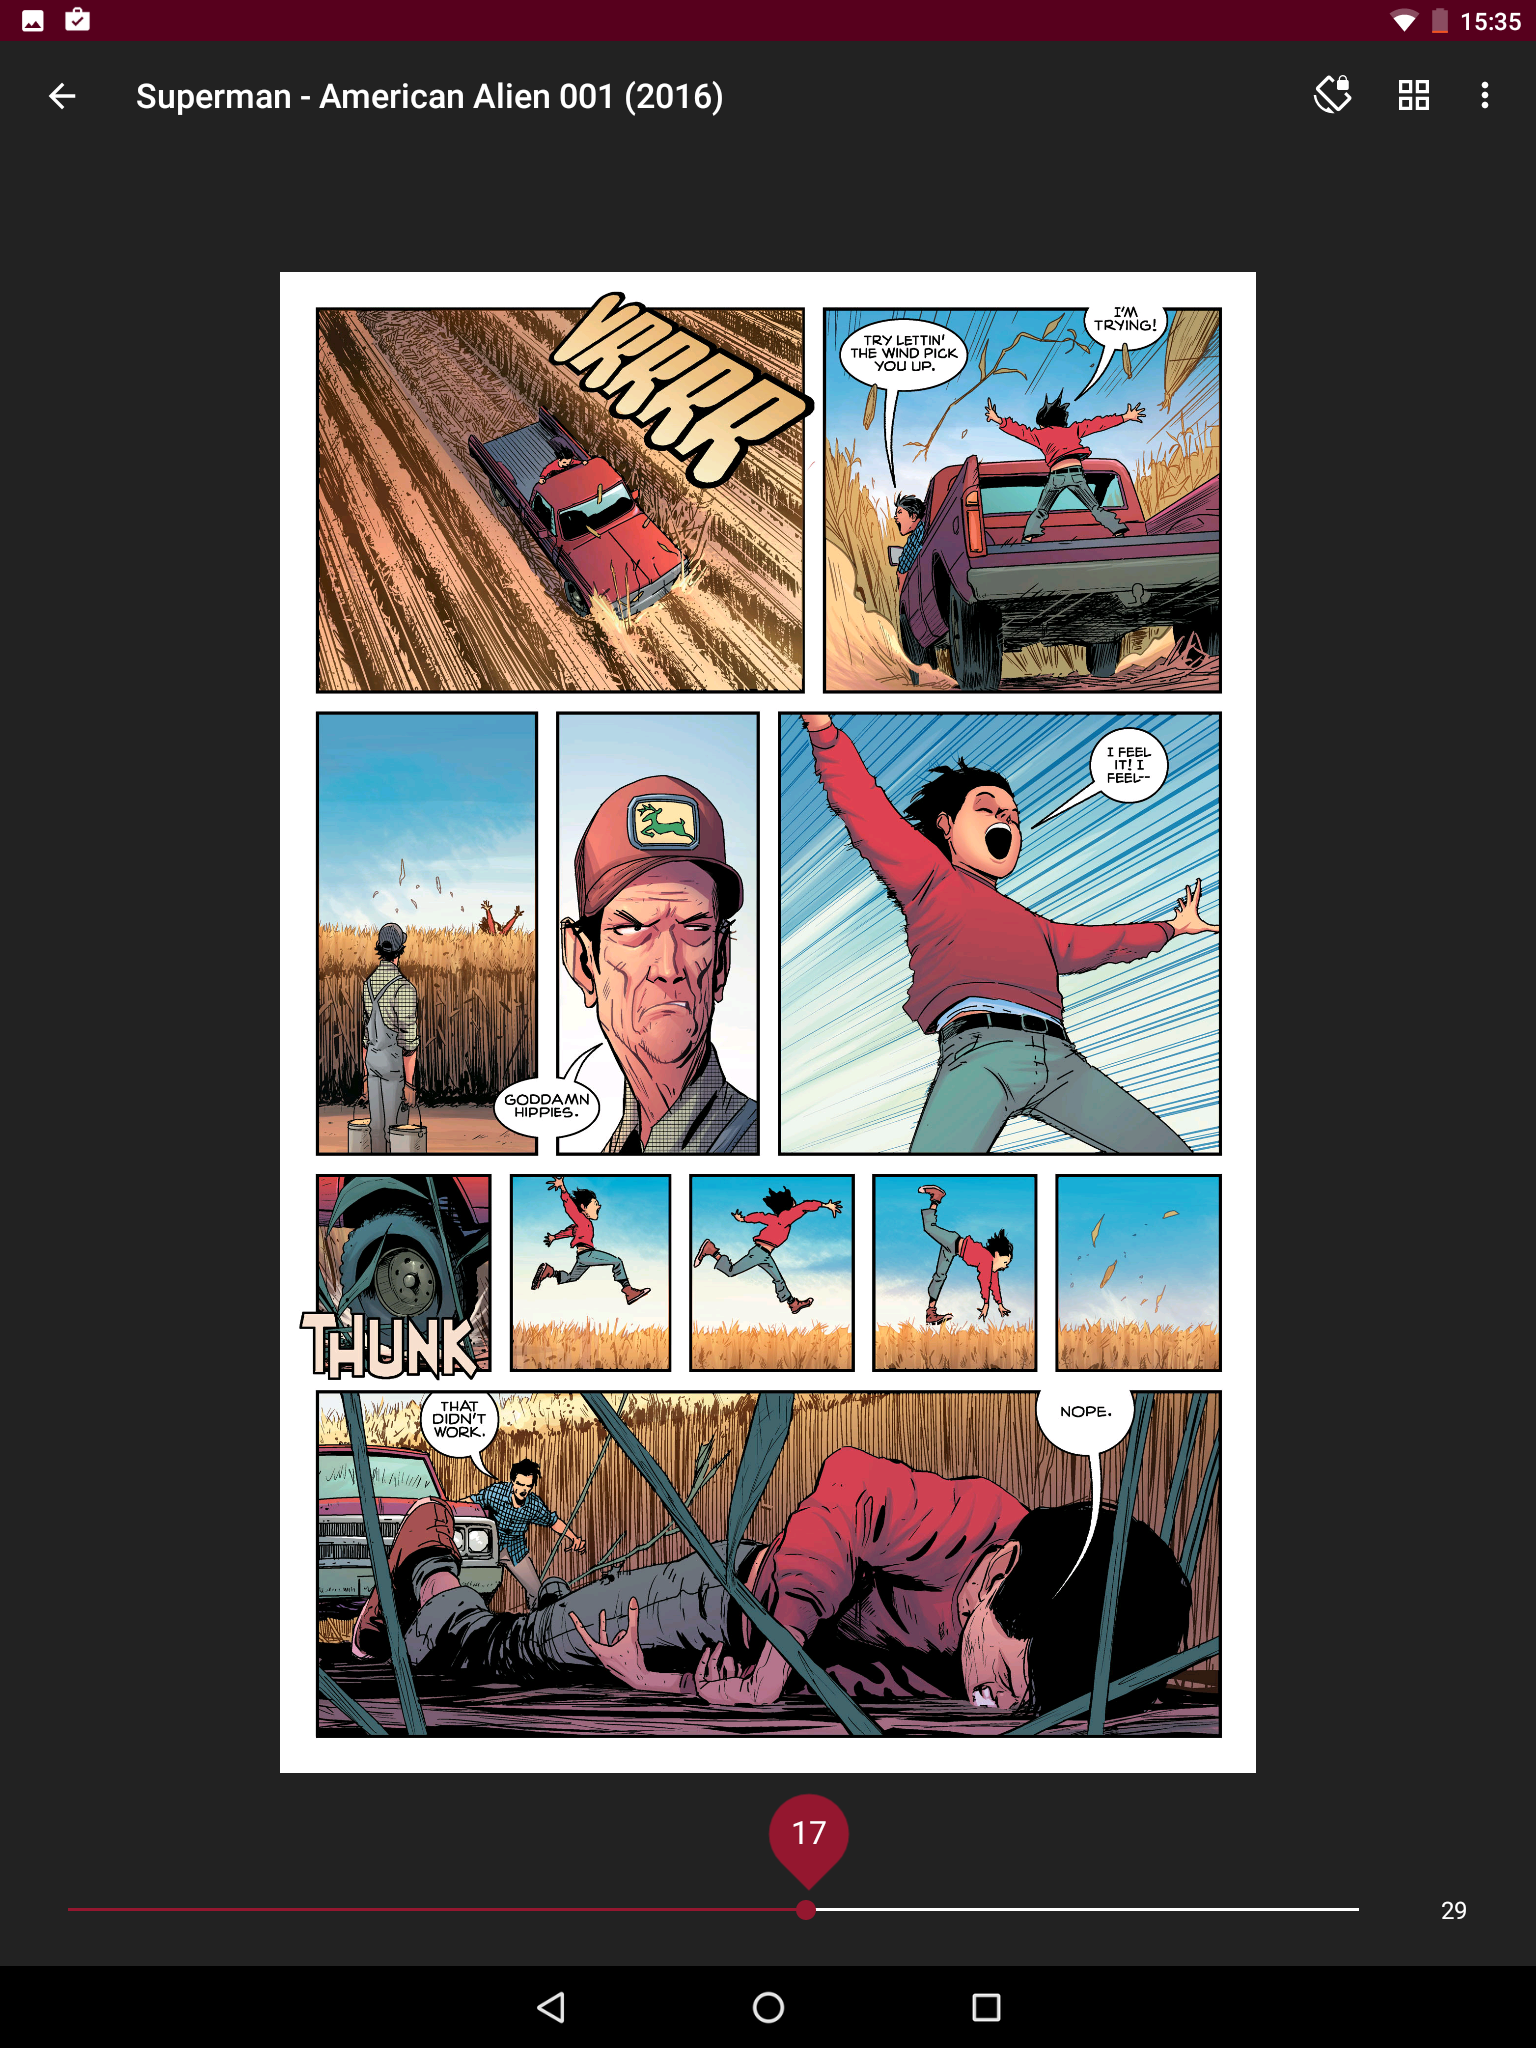 15:35
Superman - American Alien 001 (2016)
VRRRR
TRY LETTIN'
THE WIND PICK
YOU UP.
I'M
TRYING!
GODDAMN
HIPPIES.
I FEEL
IT! I
FEEL--
THUNK
THAT
DIDN'T
WORK.
NOPE.
17
29